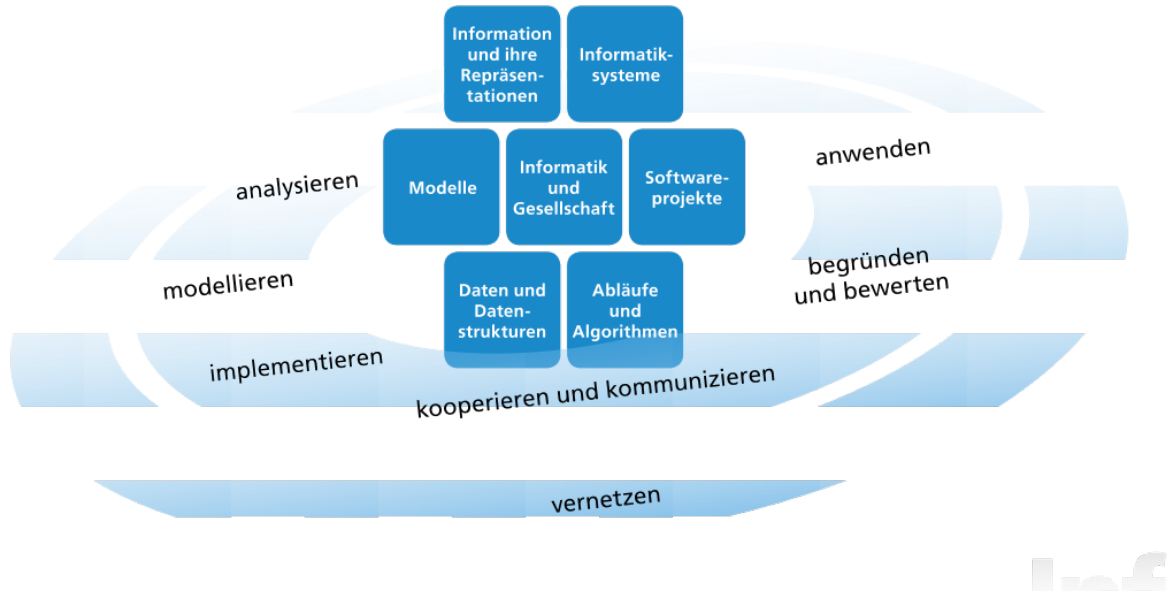 Information
und ihre
Repräsen-
tationen
Informatik-
systeme
Modelle
Informatik
und
Gesellschaft
Software-
projekte
Daten und
Daten-
strukturen
Abläufe
und
Algorithmen
analysieren
modellieren
implementieren
kooperieren und kommunizieren
vernetzen
anwenden
begründen
und bewerten
Inf